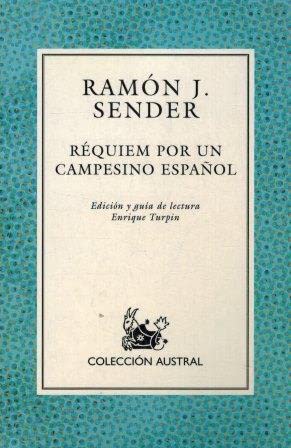 RAMÓN J.
SENDER
RÉQUIEM POR UN
CAMPESINO ESPAÑOL
Edición y guía de lectura
Enrique Turpin
COLECCIÓN AUSTRAL